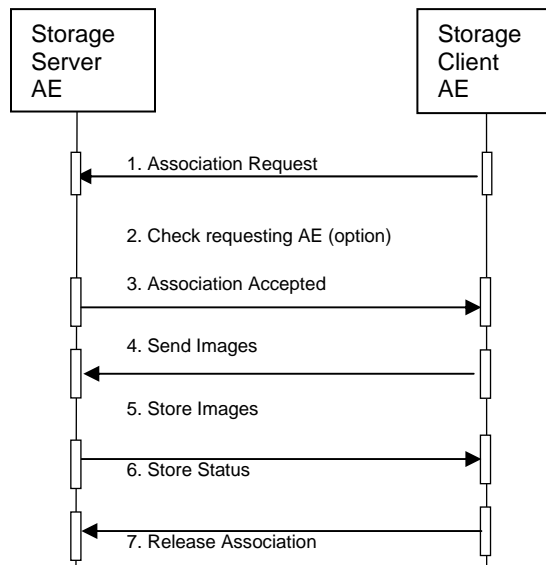 Storage
Server
AE
Storage
Client
AE
1. Association Request
2. Check requesting AE (option)
3. Association Accepted
4. Send Images
5. Store Images
6. Store Status
7. Release Association